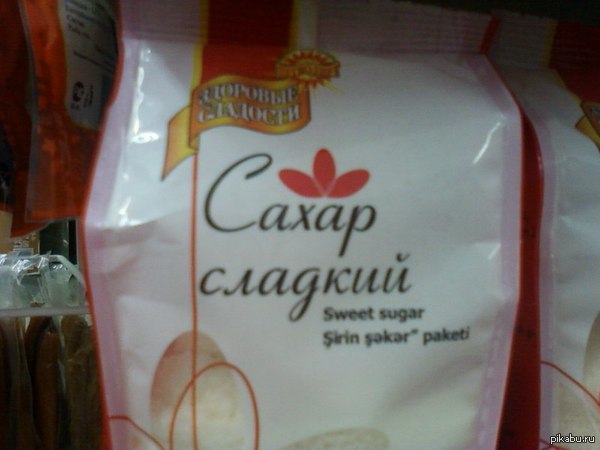 ЗДОРОВЫЕ
СЛАДОСТИ
Сахар
сладкий
Sweet sugar
Şirin şəkər" paketi
pikabu.ru